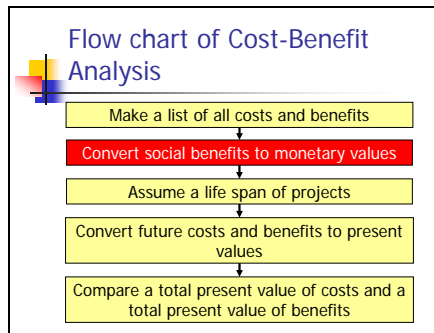 Flow chart of Cost-Benefit
Analysis
Make a list of all costs and benefits
Convert social benefits to monetary values
Assume a life span of projects
Convert future costs and benefits to present
values
Compare a total present value of costs and a
total present value of benefits